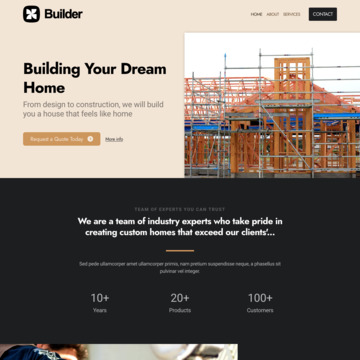 Builder
HOME ABOUT SERVICES CONTACT
Building Your Dream
Home
From design to construction, we will build
you a house that feels like home
Request a Quote Today
More info
TEAM OF EXPERTS YOU CAN TRUST
We are a team of industry experts who take pride in
creating custom homes that exceed our clients'...
Sed pede ullamcorper amet ullamcorper primis, nam pretium suspendisse neque, a phasellus sit
pulvinar vel integer.
10+ 20+ 100+
Years Products Customers